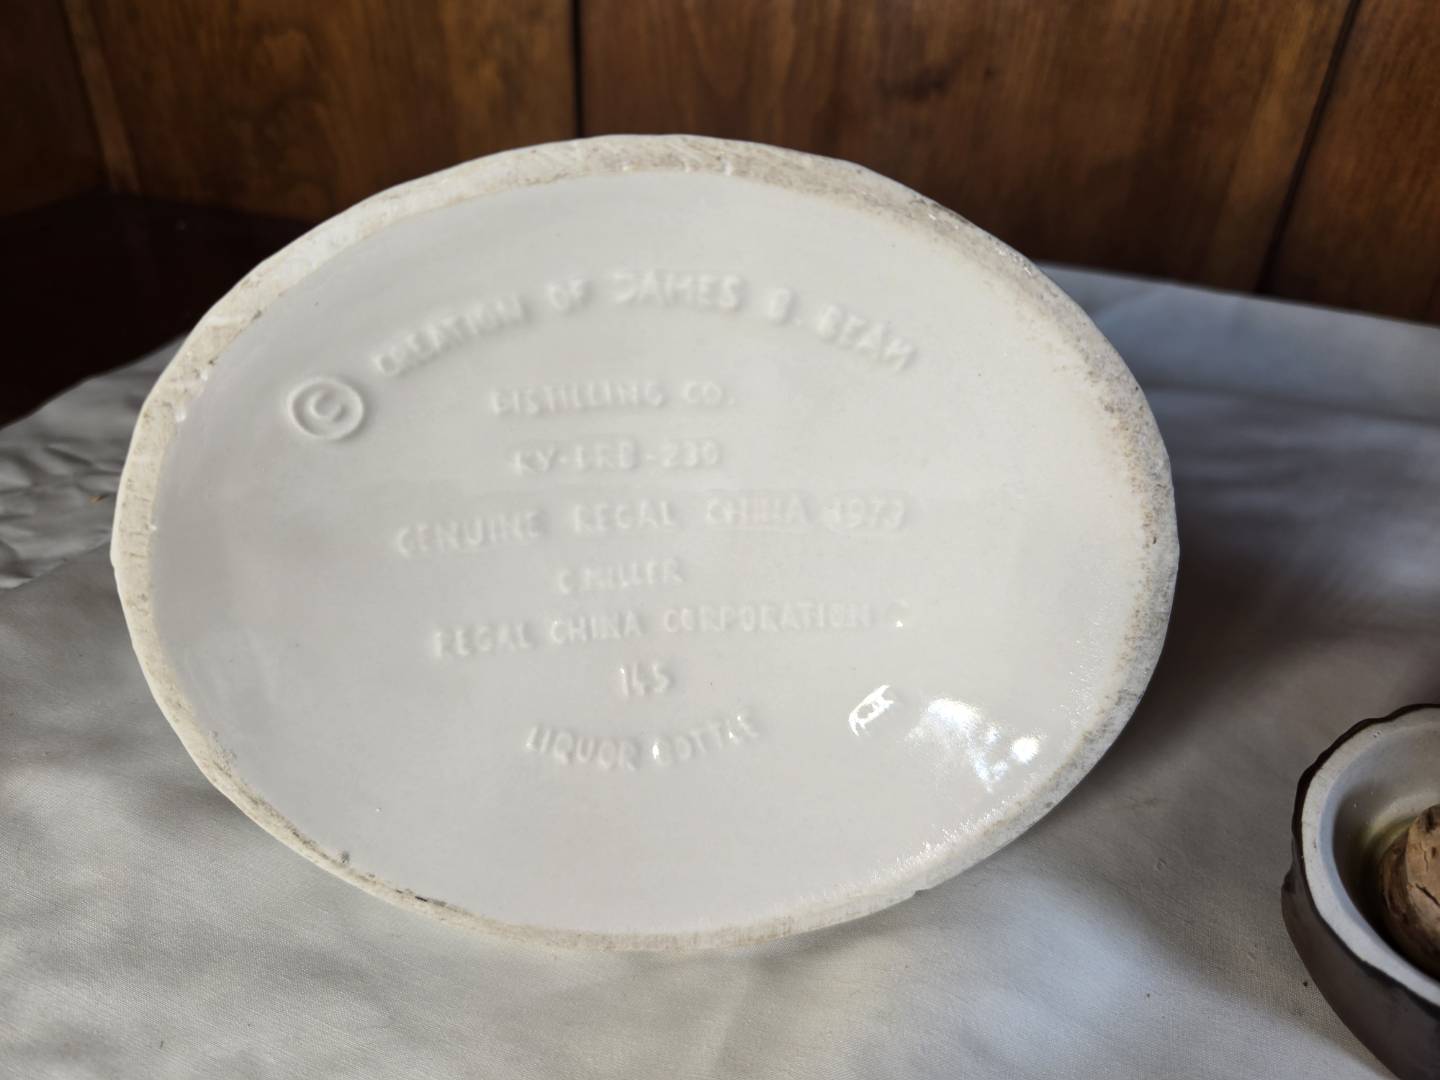 © CREATION OF JAMES B. BEAM
DISTILLING CO.
KY-DRB-230
GENUINE REGAL CHINA 1973
C. MILLER
REGAL CHINA CORPORATION
145
LIQUOR BOTTLE